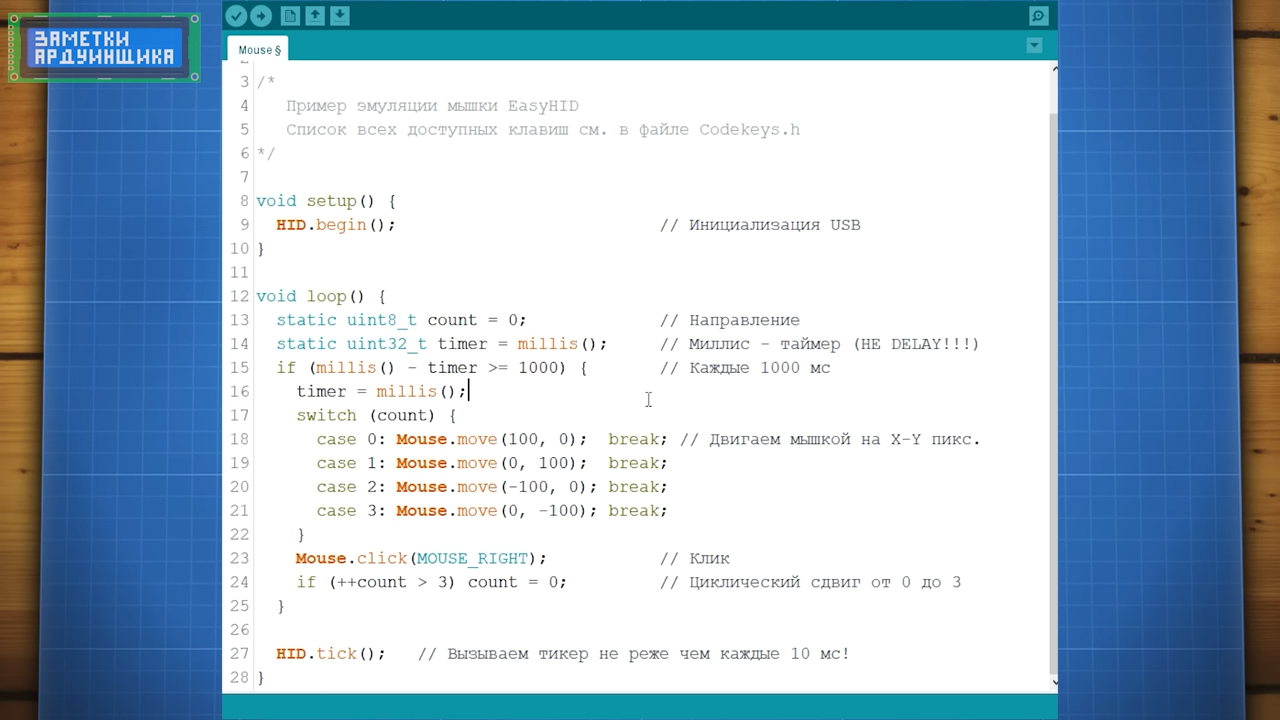 ЗАМЕТКИ
АРДУИНЩИКА
Mouse §
3 /*
4 Пример эмуляции мышки EasyHID
5 Список всех доступных клавиш см. в файле Codekeys.h
6 */
7
8 void setup() {
9 HID.begin(); // Инициализация USB
10 }
11
12 void loop() {
13 static uint8_t count = 0; // Направление
14 static uint32_t timer = millis(); // Миллис - таймер (НЕ DELAY!!!)
15 if (millis() - timer >= 1000) { // Каждые 1000 мс
16 timer = millis();
17 switch (count) {
18 case 0: Mouse.move(100, 0); break; // Двигаем мышкой на X-Y пикс.
19 case 1: Mouse.move(0, 100); break;
20 case 2: Mouse.move(-100, 0); break;
21 case 3: Mouse.move(0, -100); break;
22 }
23 Mouse.click(MOUSE_RIGHT); // Клик
24 if (++count > 3) count = 0; // Циклический сдвиг от 0 до 3
25 }
26
27 HID.tick(); // Вызываем тикер не реже чем каждые 10 мс!
28 }